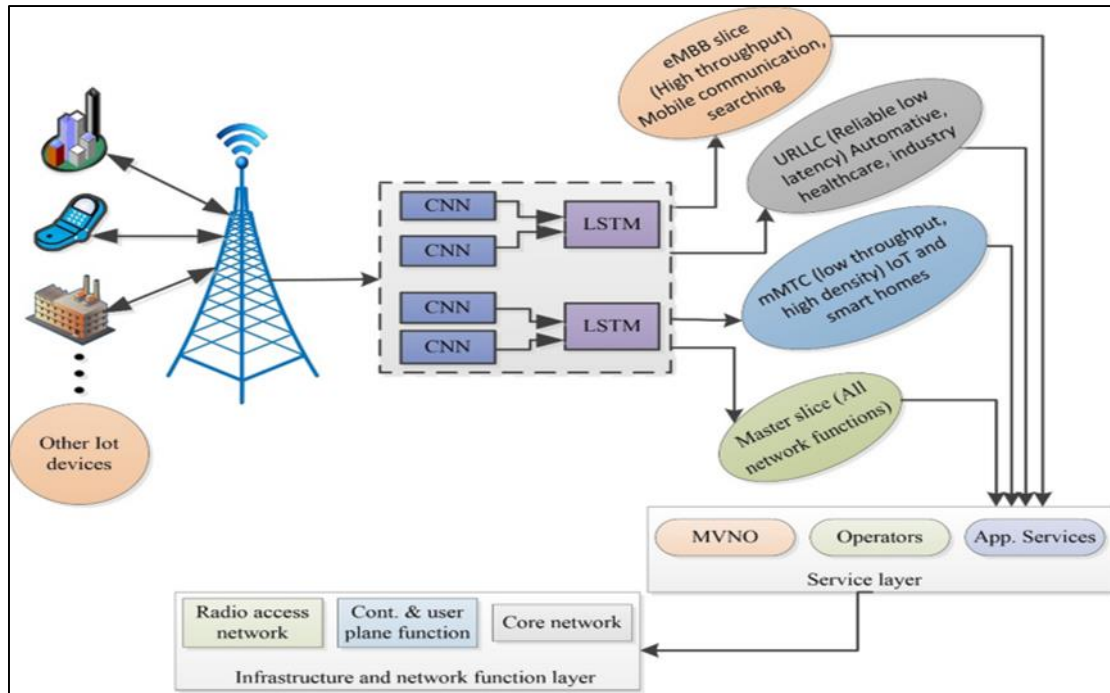 eMBB slice
(High throughput)
Mobile communication,
searching
URLLC (Reliable low
latency) Automative,
healthcare, industry
CNN
CNN
LSTM
mMTC (low throughput,
high density) IoT and
smart homes
CNN
CNN
LSTM
Master slice (All
network functions)
Other Iot
devices
MVNO
Operators
App. Services
Service layer
Radio access
network
Cont. & user
plane function
Core network
Infrastructure and network function layer